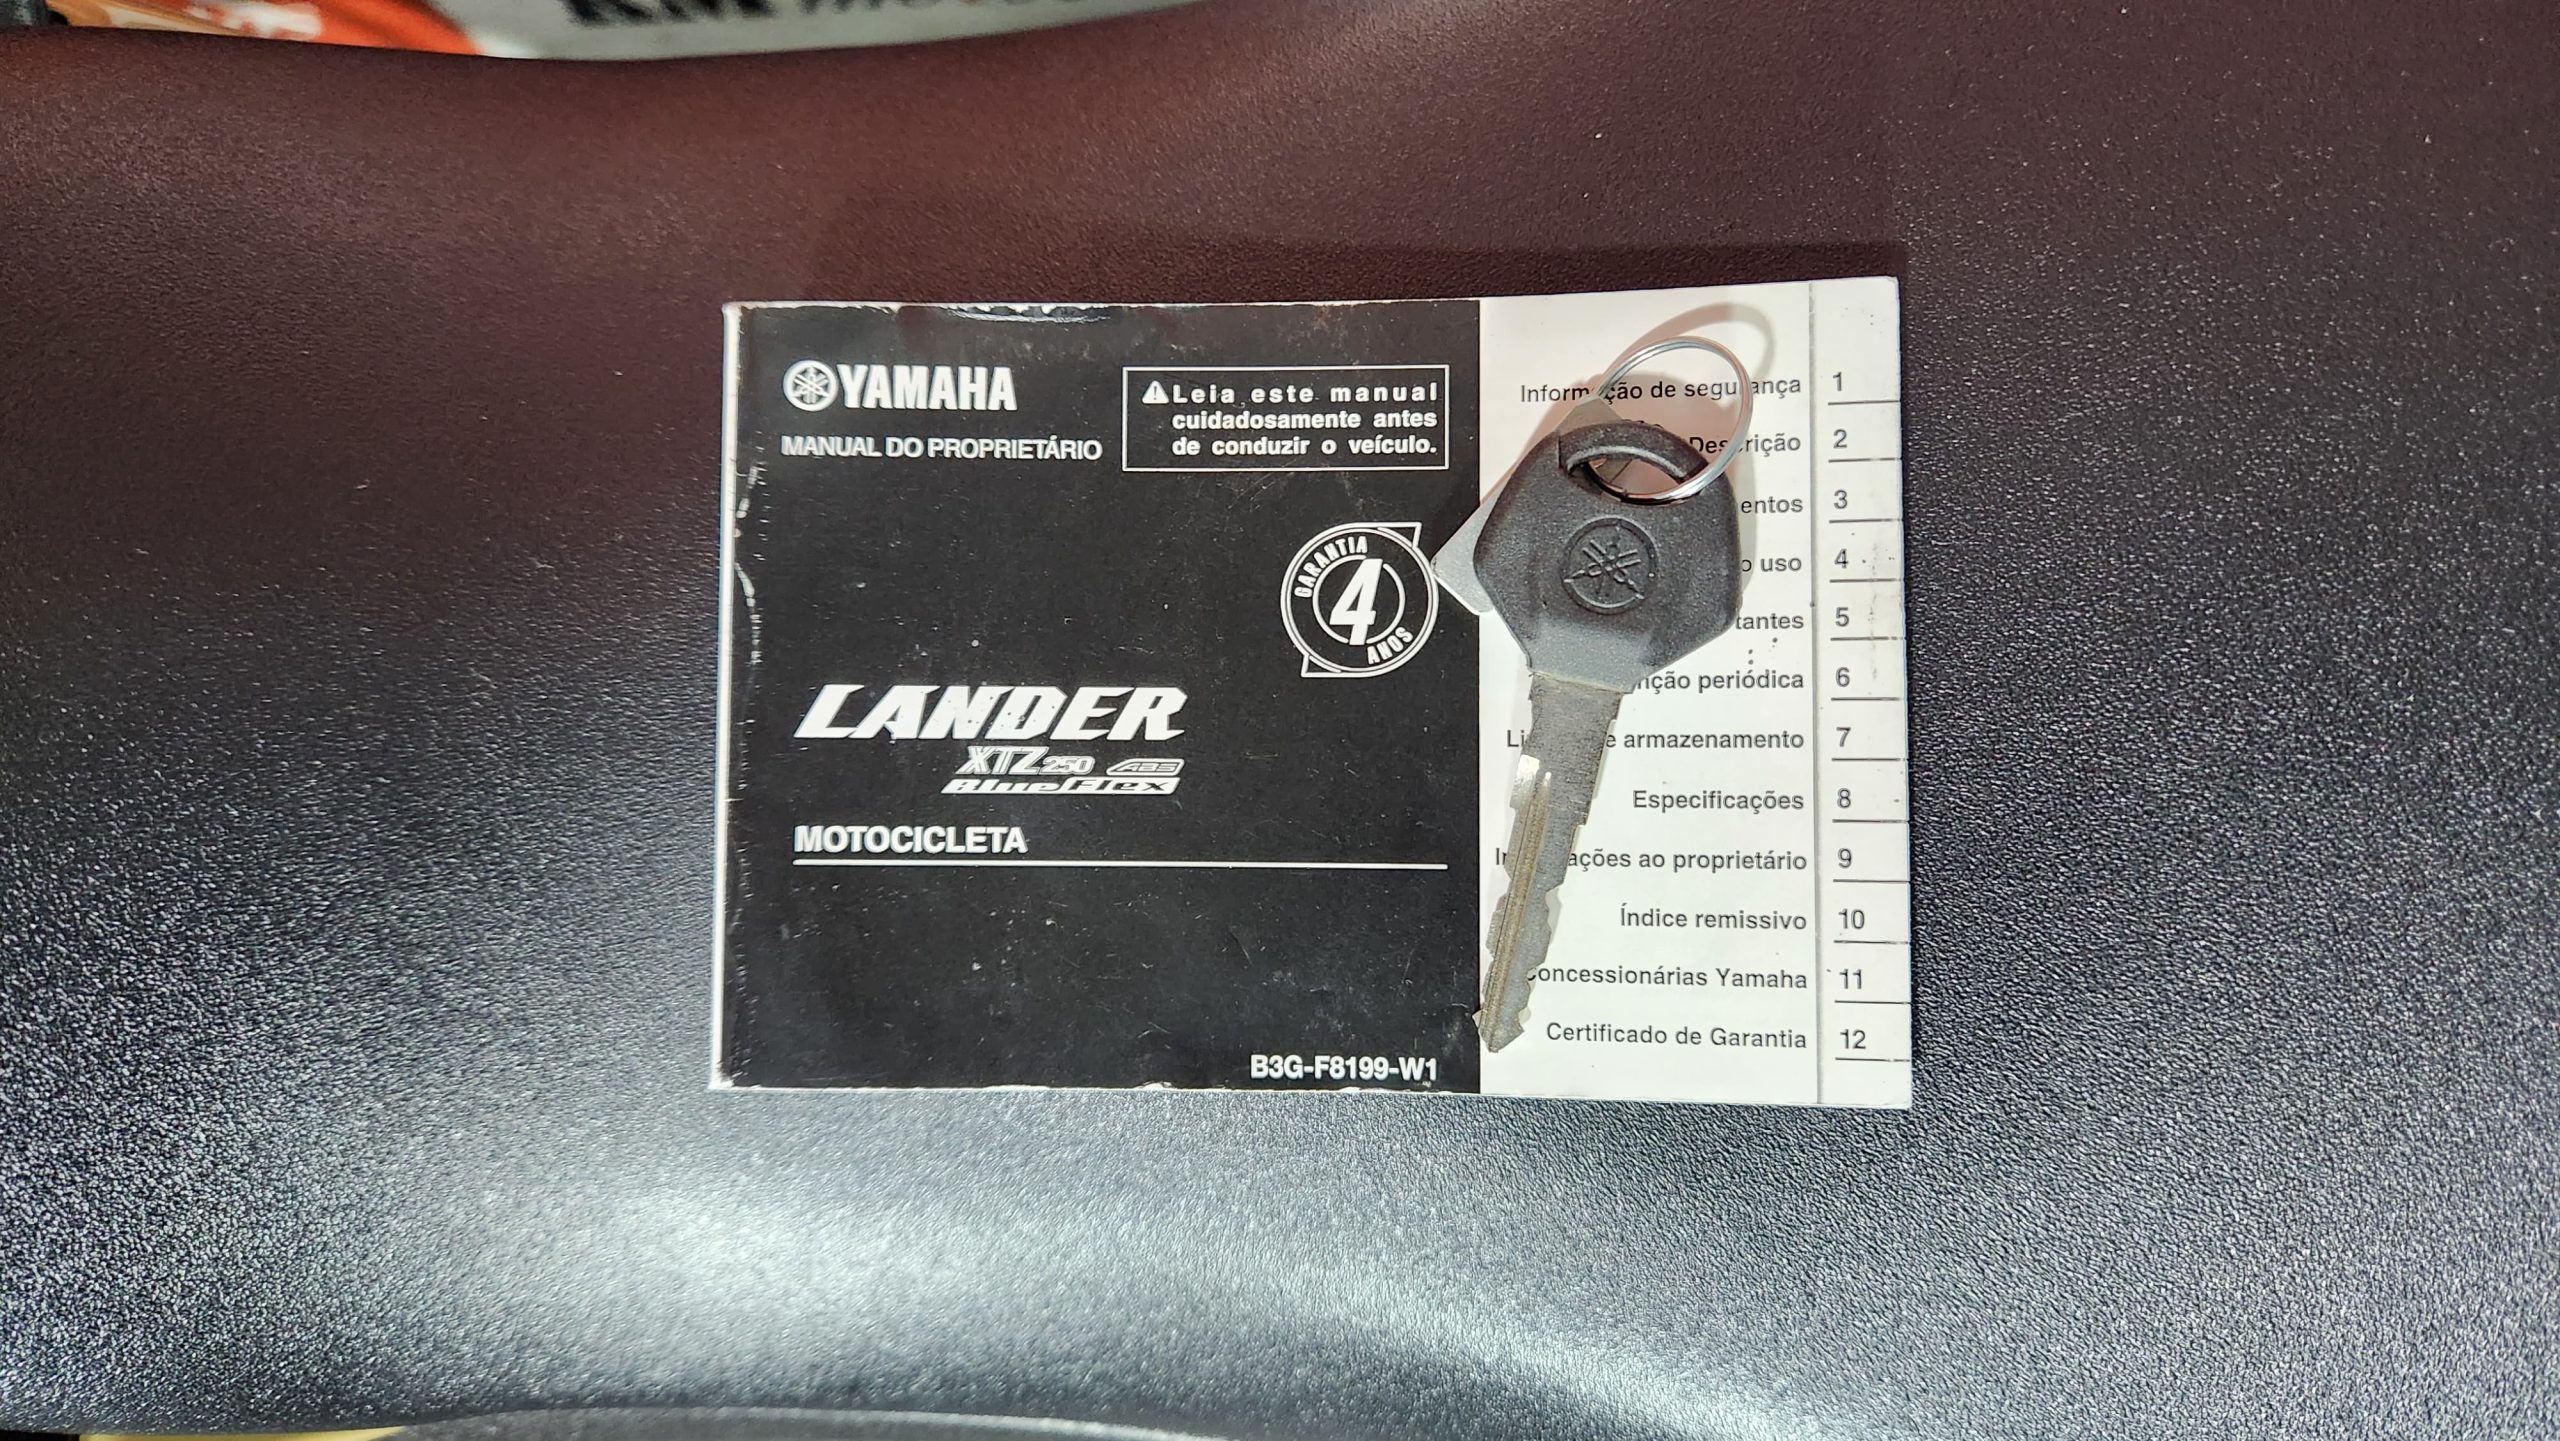 YAMAHA
MANUAL DO PROPRIETÁRIO
Leia este manual
cuidadosamente antes
de conduzir o veículo.
GARANTIA
4
ANOS
LANDER
XTZ250 ABS
BlueFlex
MOTOCICLETA
B3G-F8199-W1
de 1
Descrição 2
3
uso 4
5
periódica 6
armazenamento 7
Especificações 8
ao proprietário 9
Índice remissivo 10
Yamaha 11
Certificado de Garantia 12